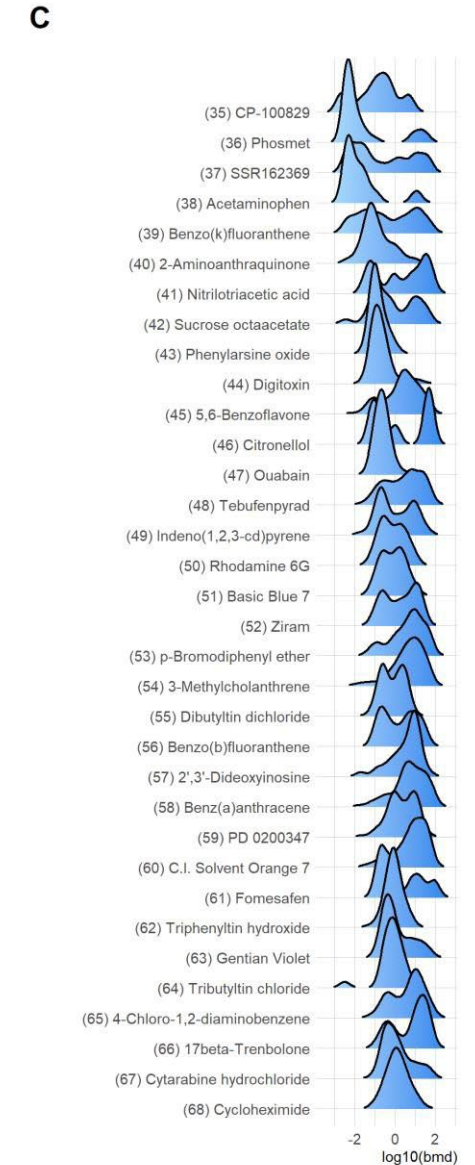 C
(35) CP-100829
(36) Phosmet
(37) SSR162369
(38) Acetaminophen
(39) Benzo(k)fluoranthene
(40) 2-Aminoanthraquinone
(41) Nitrilotriacetic acid
(42) Sucrose octaacetate
(43) Phenylarsine oxide
(44) Digitoxin
(45) 5,6-Benzoflavone
(46) Citronellol
(47) Ouabain
(48) Tebufenpyrad
(49) Indeno(1,2,3-cd)pyrene
(50) Rhodamine 6G
(51) Basic Blue 7
(52) Ziram
(53) p-Bromodiphenyl ether
(54) 3-Methylcholanthrene
(55) Dibutyltin dichloride
(56) Benzo(b)fluoranthene
(57) 2',3'-Dideoxyinosine
(58) Benz(a)anthracene
(59) PD 0200347
(60) C.I. Solvent Orange 7
(61) Fomesafen
(62) Triphenyltin hydroxide
(63) Gentian Violet
(64) Tributyltin chloride
(65) 4-Chloro-1,2-diaminobenzene
(66) 17beta-Trenbolone
(67) Cytarabine hydrochloride
(68) Cycloheximide
-2 0 2
log10(bmd)